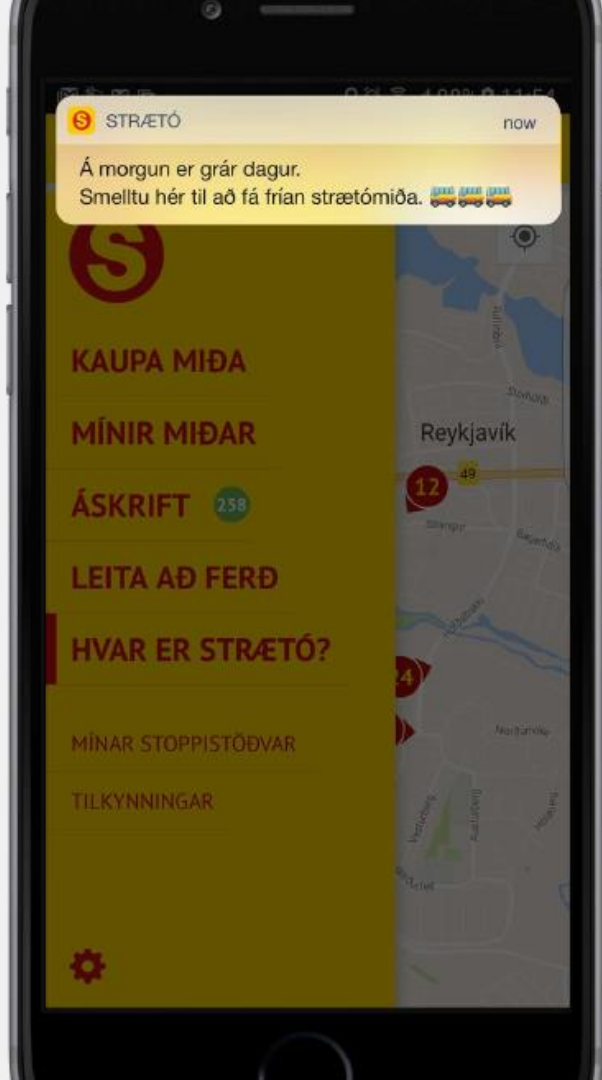 STRÆTÓ
now
Á morgun er grár dagur.
Smelltu hér til að fá frían strætómiða.
S
KAUPA MIÐA
MÍNIR MIÐAR
ÁSKRIFT 258
LEITA AÐ FERÐ
HVAR ER STRÆTÓ?
MÍNAR STOPPISTÖÐVAR
TILKYNNINGAR
Reykjavík
49
12
24